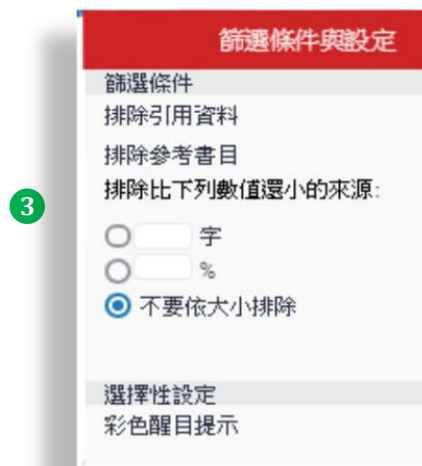 篩選條件與設定
篩選條件
排除引用資料
排除參考書目
排除比下列數值還小的來源:
3
字
%
不要依大小排除
選擇性設定
彩色醒目提示